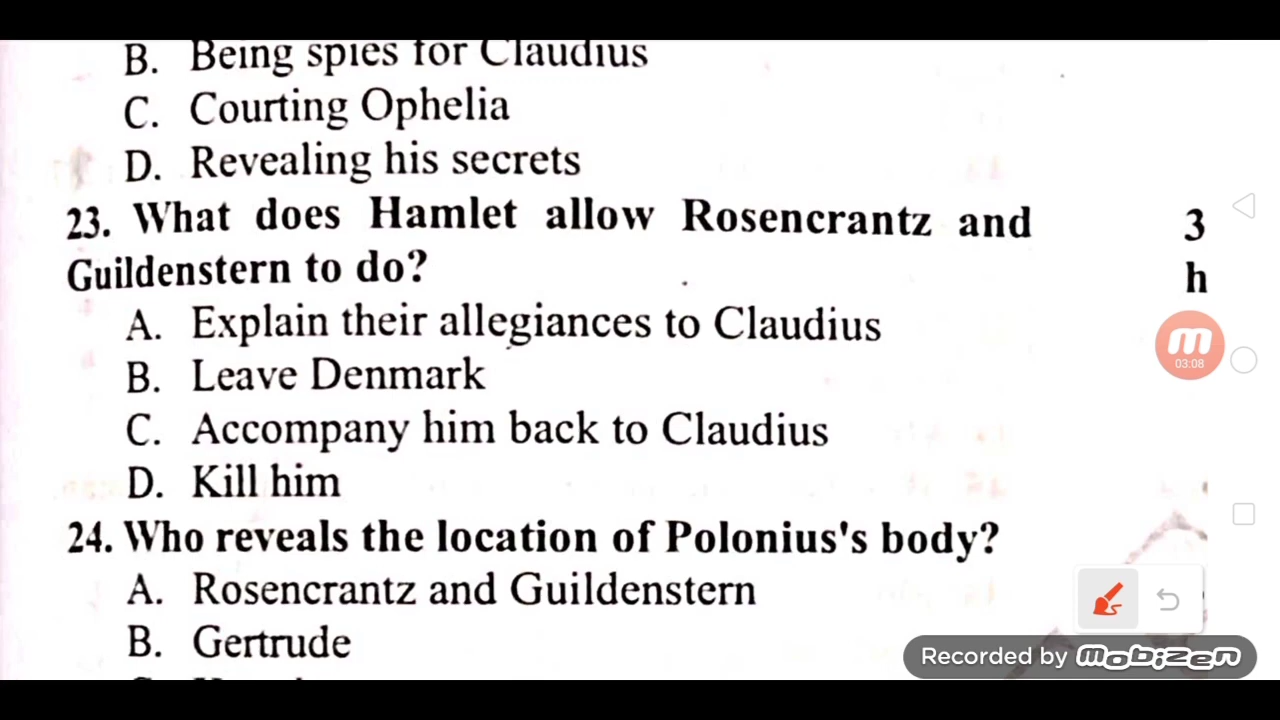 B. Being spies for Claudius
C. Courting Ophelia
D. Revealing his secrets
23. What does Hamlet allow Rosencrantz and
Guildenstern to do?
A. Explain their allegiances to Claudius
B. Leave Denmark
C. Accompany him back to Claudius
D. Kill him
24. Who reveals the location of Polonius's body?
A. Rosencrantz and Guildenstern
B. Gertrude
3
h
03:08
Recorded by mobizen